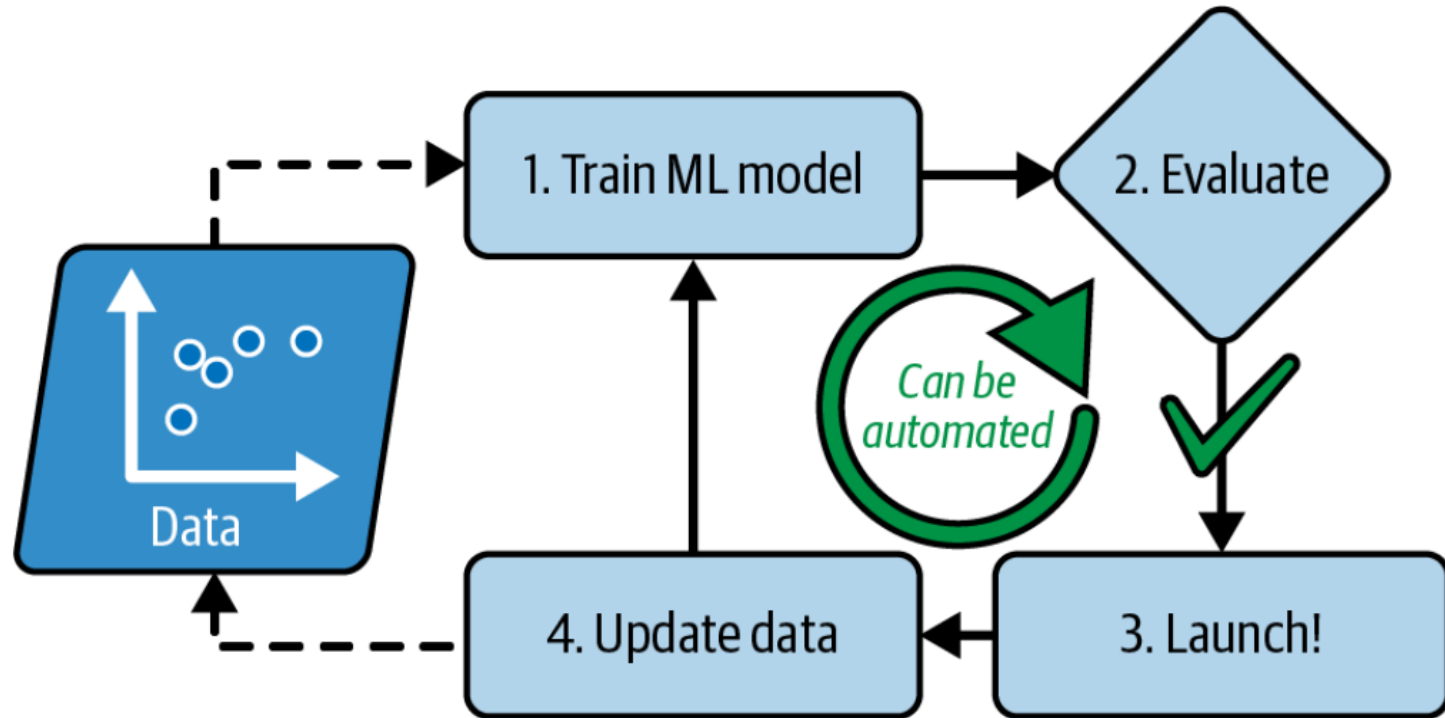 1. Train ML model
2. Evaluate
Can be
automated
Data
4. Update data
3. Launch!